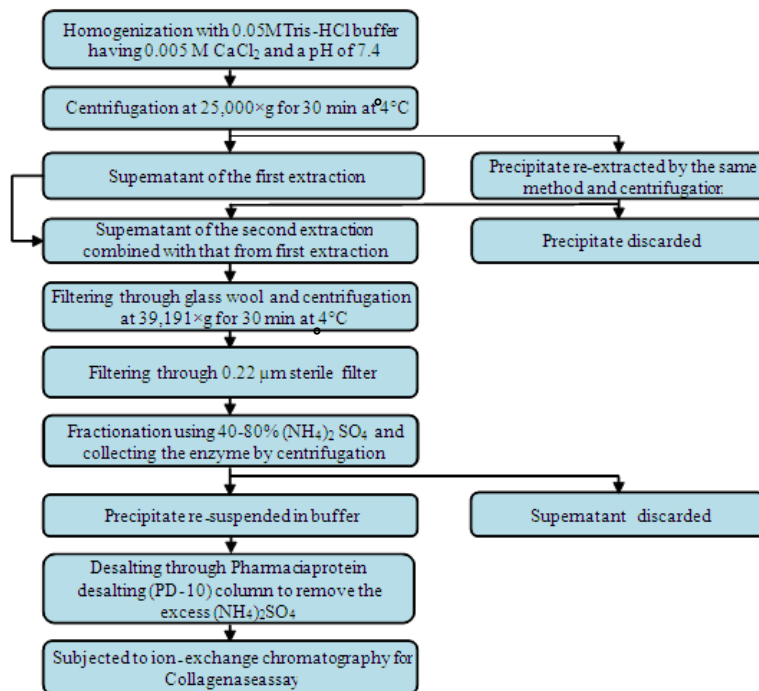 Homogenization with 0.05MTris-HCl buffer
having 0.005 M CaCl₂ and a pH of 7.4
Centrifugation at 25,000×g for 30 min at 4°C
Supernatant of the first extraction
Precipitate re-extracted by the same
method and centrifugation.
Supernatant of the second extraction
combined with that from first extraction
Precipitate discarded
Filtering through glass wool and centrifugation
at 39,191×g for 30 min at 4°C
Filtering through 0.22 µm sterile filter
Fractionation using 40-80% (NH₄)₂ SO₄ and
collecting the enzyme by centrifugation
Precipitate re-suspended in buffer
Supernatant discarded
Desalting through Pharmaciaprotein
desalting (PD-10) column to remove the
excess (NH₄)₂SO₄
Subjected to ion-exchange chromatography for
Collagenaseassay